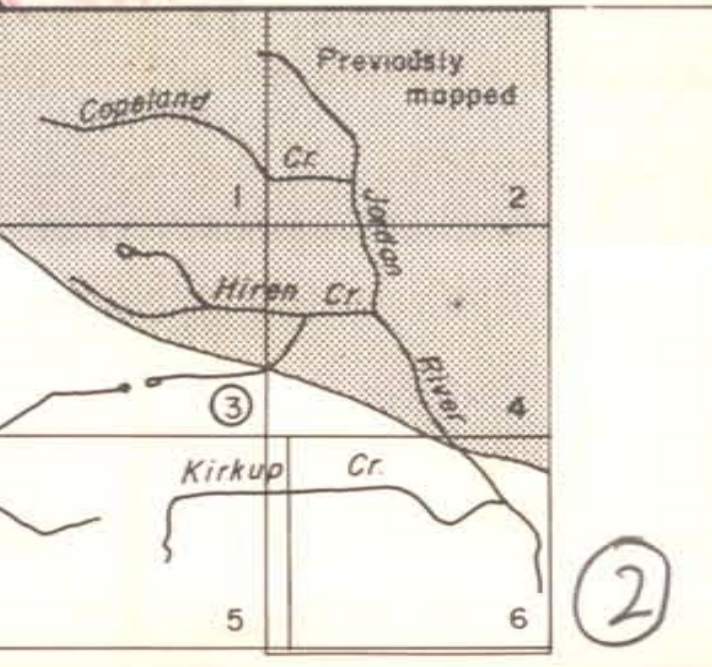 Previously
mapped
Copeland Cr.
1
2
Jordan River
Hiren Cr.
3
4
Kirkup Cr.
5
6
2